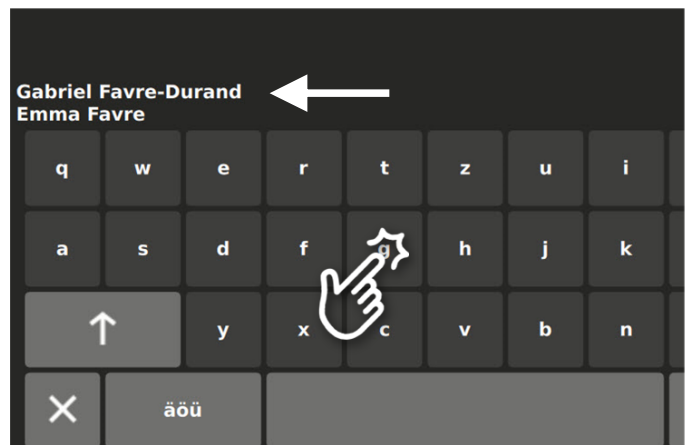 Gabriel Favre-Durand
Emma Favre
q w e r t z u i
a s d f g h j k
↑ y x c v b n
✕ äöü